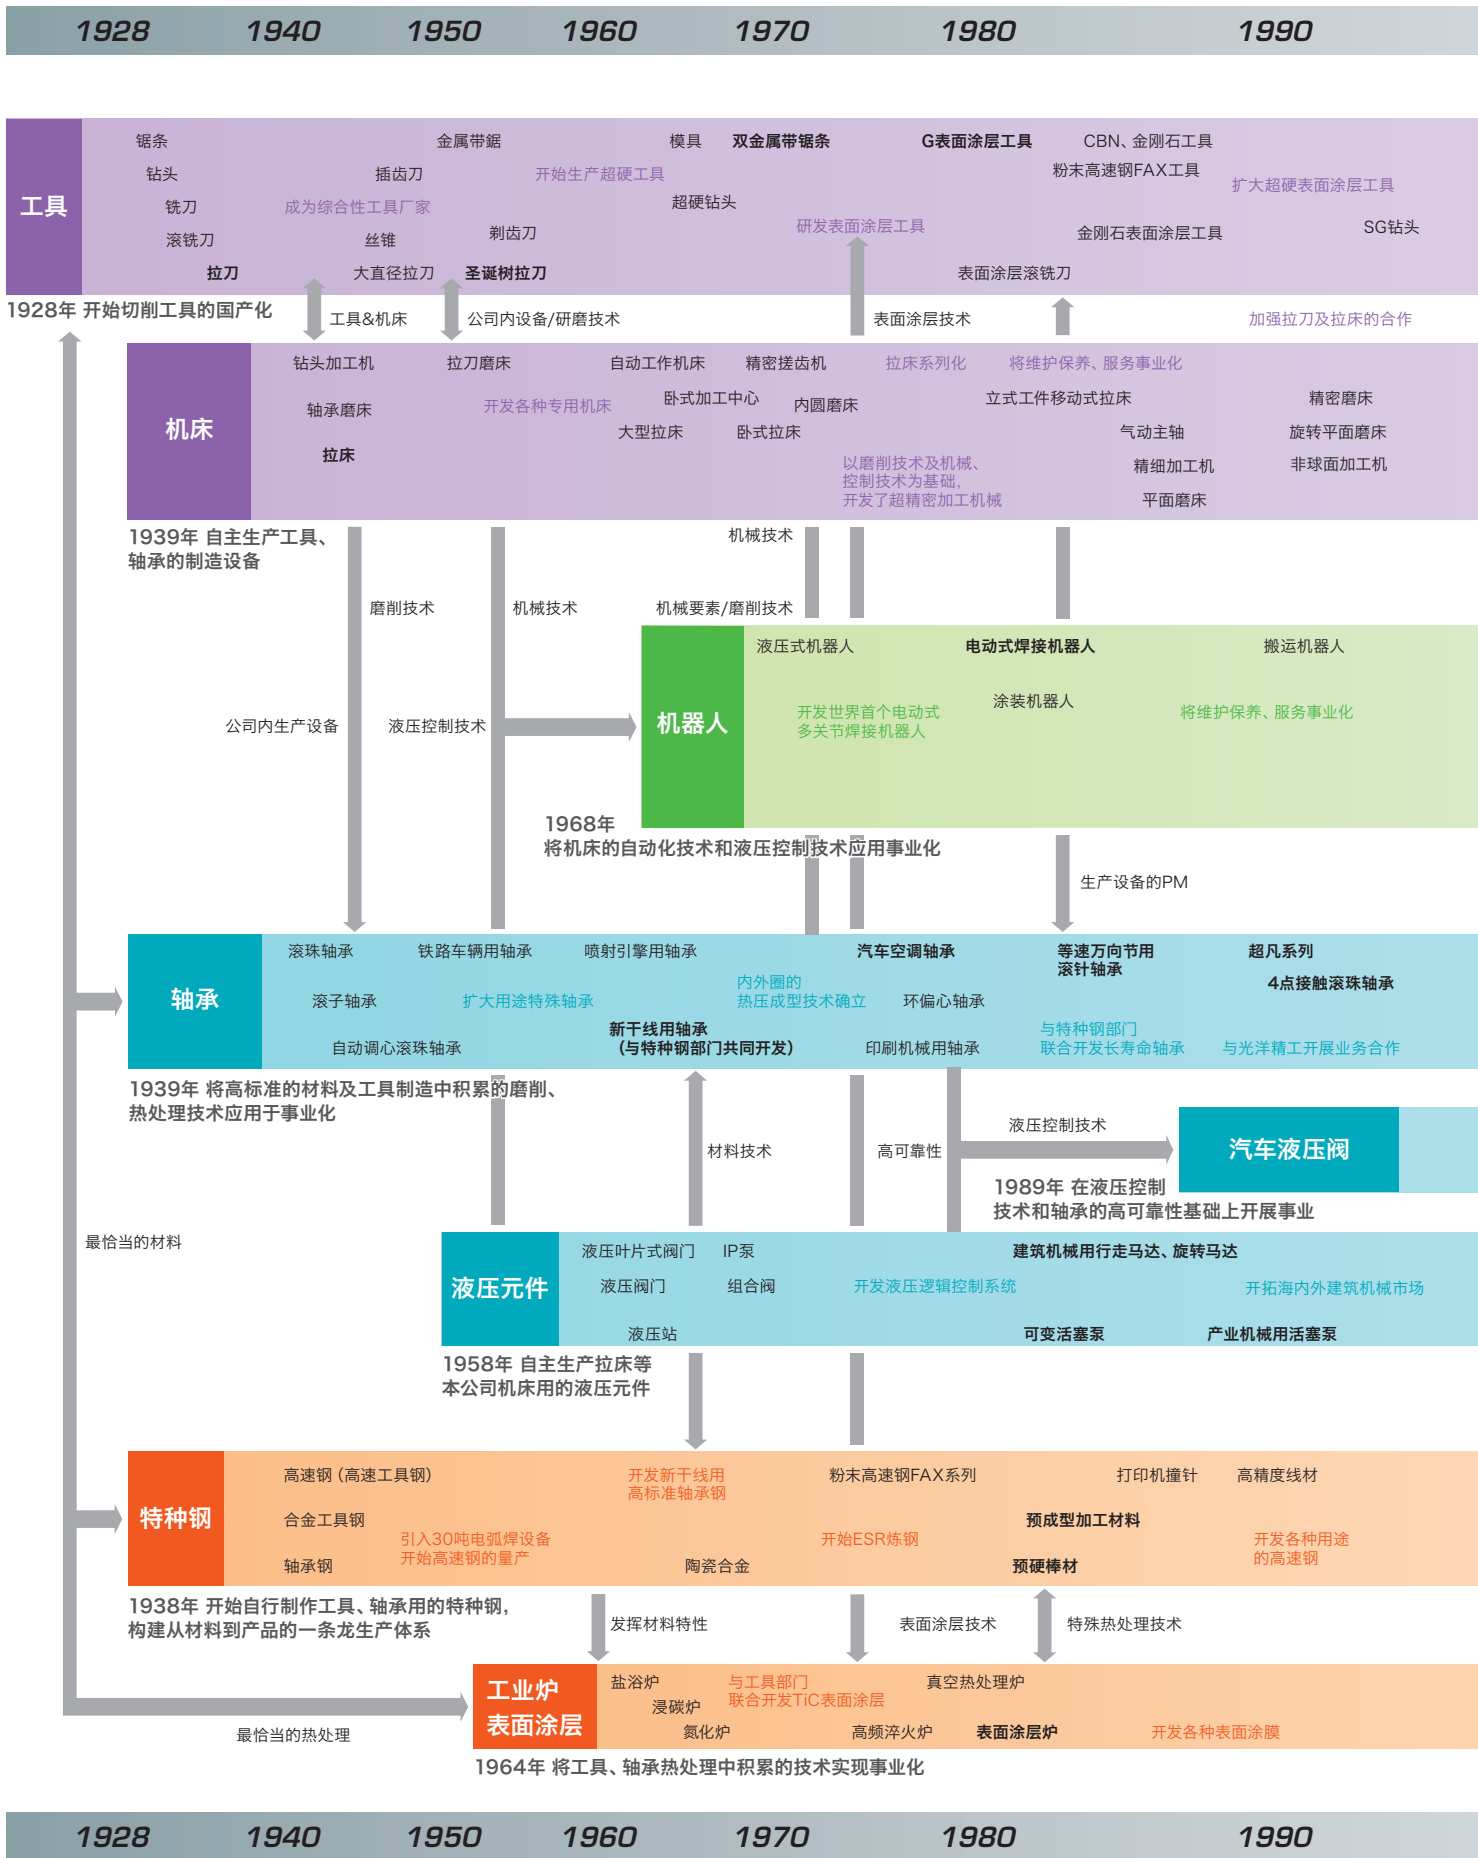 1928 1940 1950 1960 1970 1980 1990
工具
锯条
钻头
铣刀
滚铣刀
拉刀
金属带鋸
插齿刀
成为综合性工具厂家
丝锥
大直径拉刀
剃齿刀
圣诞树拉刀
开始生产超硬工具
模具
超硬钻头
双金属带锯条
研发表面涂层工具
G表面涂层工具
表面涂层滚铣刀
CBN、金刚石工具
粉末高速钢FAX工具
金刚石表面涂层工具
扩大超硬表面涂层工具
SG钻头
1928年 开始切削工具的国产化
工具&机床
公司内设备/研磨技术
表面涂层技术
加强拉刀及拉床的合作
机床
钻头加工机
轴承磨床
拉床
拉刀磨床
开发各种专用机床
自动工作机床
卧式加工中心
大型拉床
精密搓齿机
内圆磨床
卧式拉床
拉床系列化
以磨削技术及机械、
控制技术为基础,
开发了超精密加工机械
将维护保养、服务事业化
立式工件移动式拉床
气动主轴
精细加工机
平面磨床
精密磨床
旋转平面磨床
非球面加工机
1939年 自主生产工具、
轴承的制造设备
磨削技术
机械技术
机械技术
机械要素/磨削技术
公司内生产设备
液压控制技术
机器人
液压式机器人
开发世界首个电动式
多关节焊接机器人
电动式焊接机器人
涂装机器人
搬运机器人
将维护保养、服务事业化
1968年
将机床的自动化技术和液压控制技术应用事业化
生产设备的PM
轴承
滚珠轴承
滚子轴承
自动调心滚珠轴承
铁路车辆用轴承
扩大用途特殊轴承
喷射引擎用轴承
新干线用轴承
（与特种钢部门共同开发）
内外圈的
热压成型技术确立
汽车空调轴承
环偏心轴承
印刷机械用轴承
等速万向节用
滚针轴承
与特种钢部门
联合开发长寿命轴承
超凡系列
4点接触滚珠轴承
与光洋精工开展业务合作
1939年 将高标准的材料及工具制造中积累的磨削、
热处理技术应用于事业化
材料技术
高可靠性
液压控制技术
汽车液压阀
1989年 在液压控制
技术和轴承的高可靠性基础上开展事业
最恰当的材料
液压元件
液压叶片式阀门
液压阀门
液压站
IP泵
组合阀
开发液压逻辑控制系统
建筑机械用行走马达、旋转马达
可变活塞泵
开拓海内外建筑机械市场
产业机械用活塞泵
1958年 自主生产拉床等
本公司机床用的液压元件
特种钢
高速钢（高速工具钢）
合金工具钢
轴承钢
引入30吨电弧焊设备
开始高速钢的量产
开发新干线用
高标准轴承钢
陶瓷合金
粉末高速钢FAX系列
开始ESR炼钢
预成型加工材料
预硬棒材
打印机撞针
高精度线材
开发各种用途
的高速钢
1938年 开始自行制作工具、轴承用的特种钢,
构建从材料到产品的一条龙生产体系
发挥材料特性
表面涂层技术
特殊热处理技术
工业炉
表面涂层
盐浴炉
浸碳炉
氮化炉
与工具部门
联合开发TiC表面涂层
高频淬火炉
真空热处理炉
表面涂层炉
开发各种表面涂膜
最恰当的热处理
1964年 将工具、轴承热处理中积累的技术实现事业化
1928 1940 1950 1960 1970 1980 1990